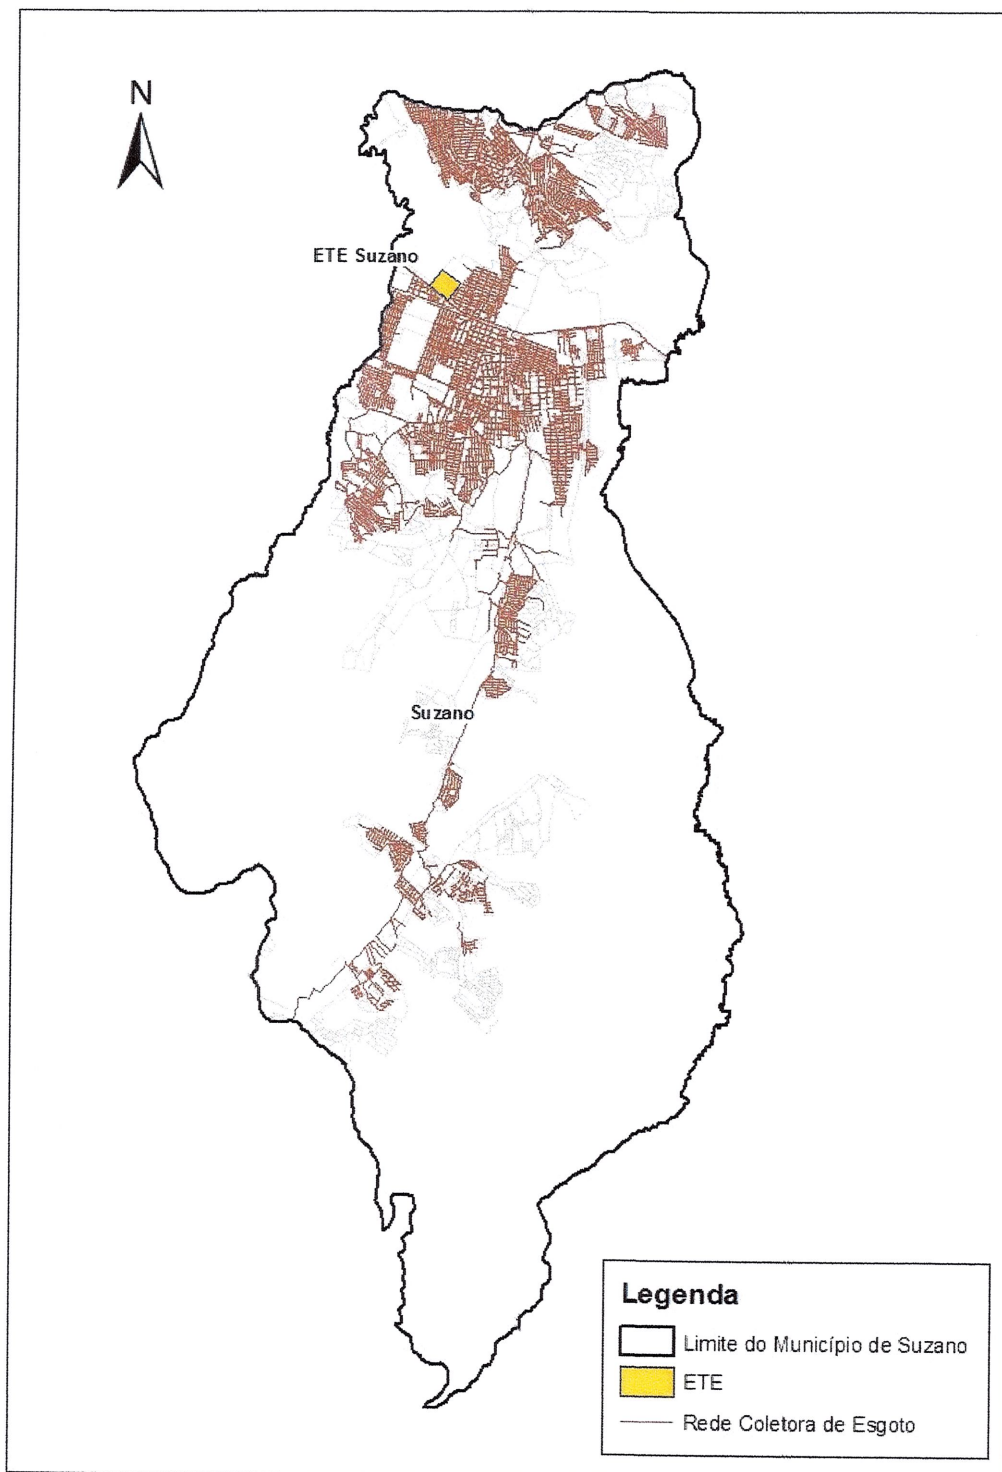 N
ETE Suzano
Suzano
Legenda
Limite do Município de Suzano
ETE
Rede Coletora de Esgoto